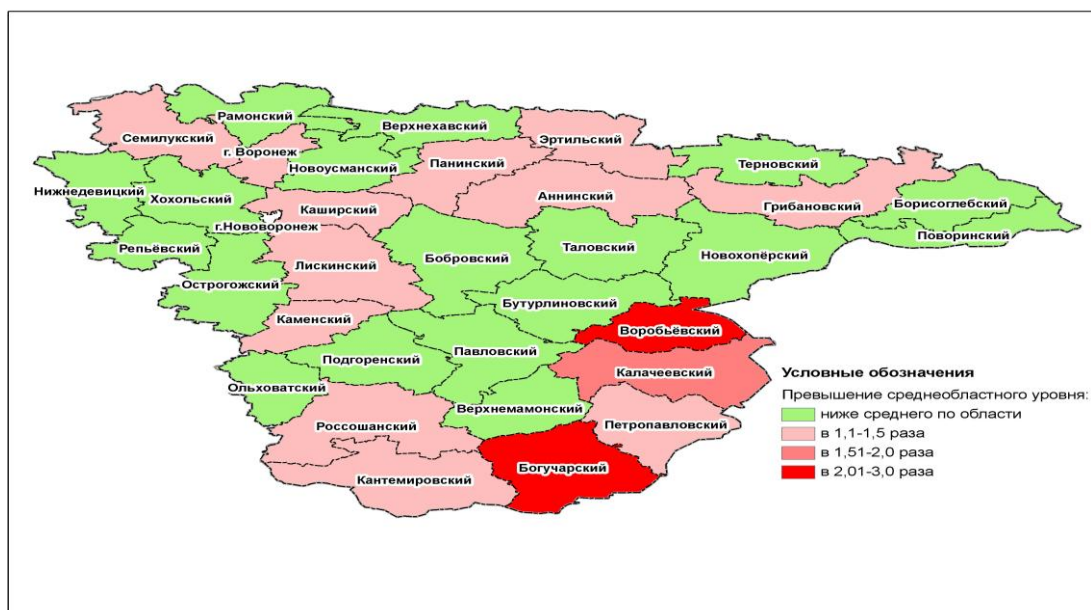 Рамонский
Верхнехавский
Эртильский
Семилукский
г. Воронеж
Новоусманский
Панинский
Терновский
Нижнедевицкий
Хохольский
Каширский
Аннинский
Грибановский
Борисоглебский
г.Нововоронеж
Поворинский
Репьёвский
Лискинский
Бобровский
Таловский
Новохопёрский
Острогожский
Бутурлиновский
Каменский
Воробьёвский
Подгоренский
Павловский
Калачеевский
Ольховатский
Верхнемамонский
Россошанский
Петропавловский
Богучарский
Кантемировский
Условные обозначения
Превышение среднеобластного уровня:
ниже среднего по области
в 1,1-1,5 раза
в 1,51-2,0 раза
в 2,01-3,0 раза